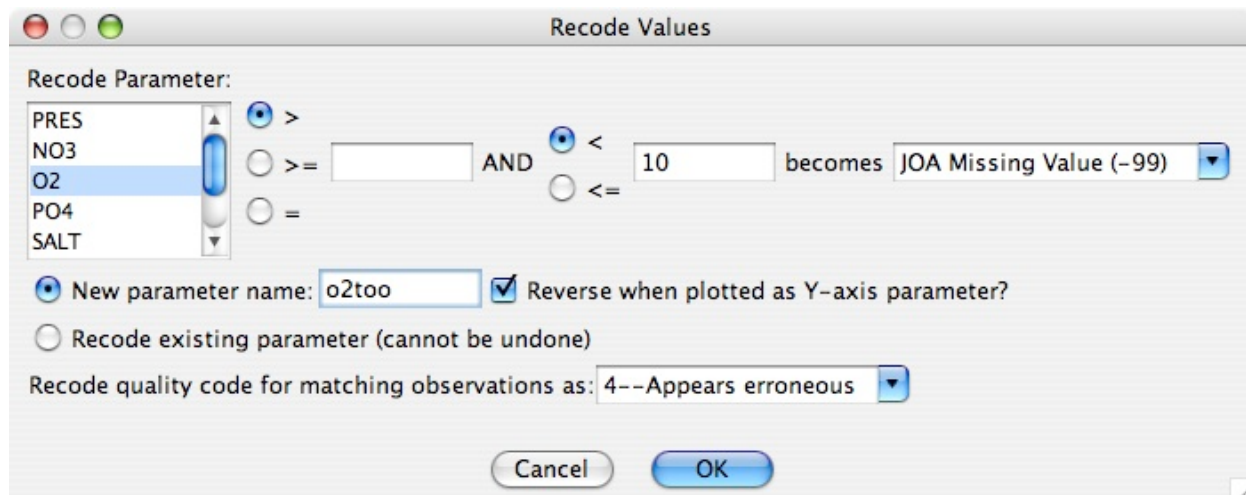 Recode Values
Recode Parameter:
PRES
NO3
O2
PO4
SALT
>
>=
=
AND
<
<=
10
becomes JOA Missing Value (-99)
New parameter name: o2too
Reverse when plotted as Y-axis parameter?
Recode existing parameter (cannot be undone)
Recode quality code for matching observations as: 4--Appears erroneous
Cancel
OK